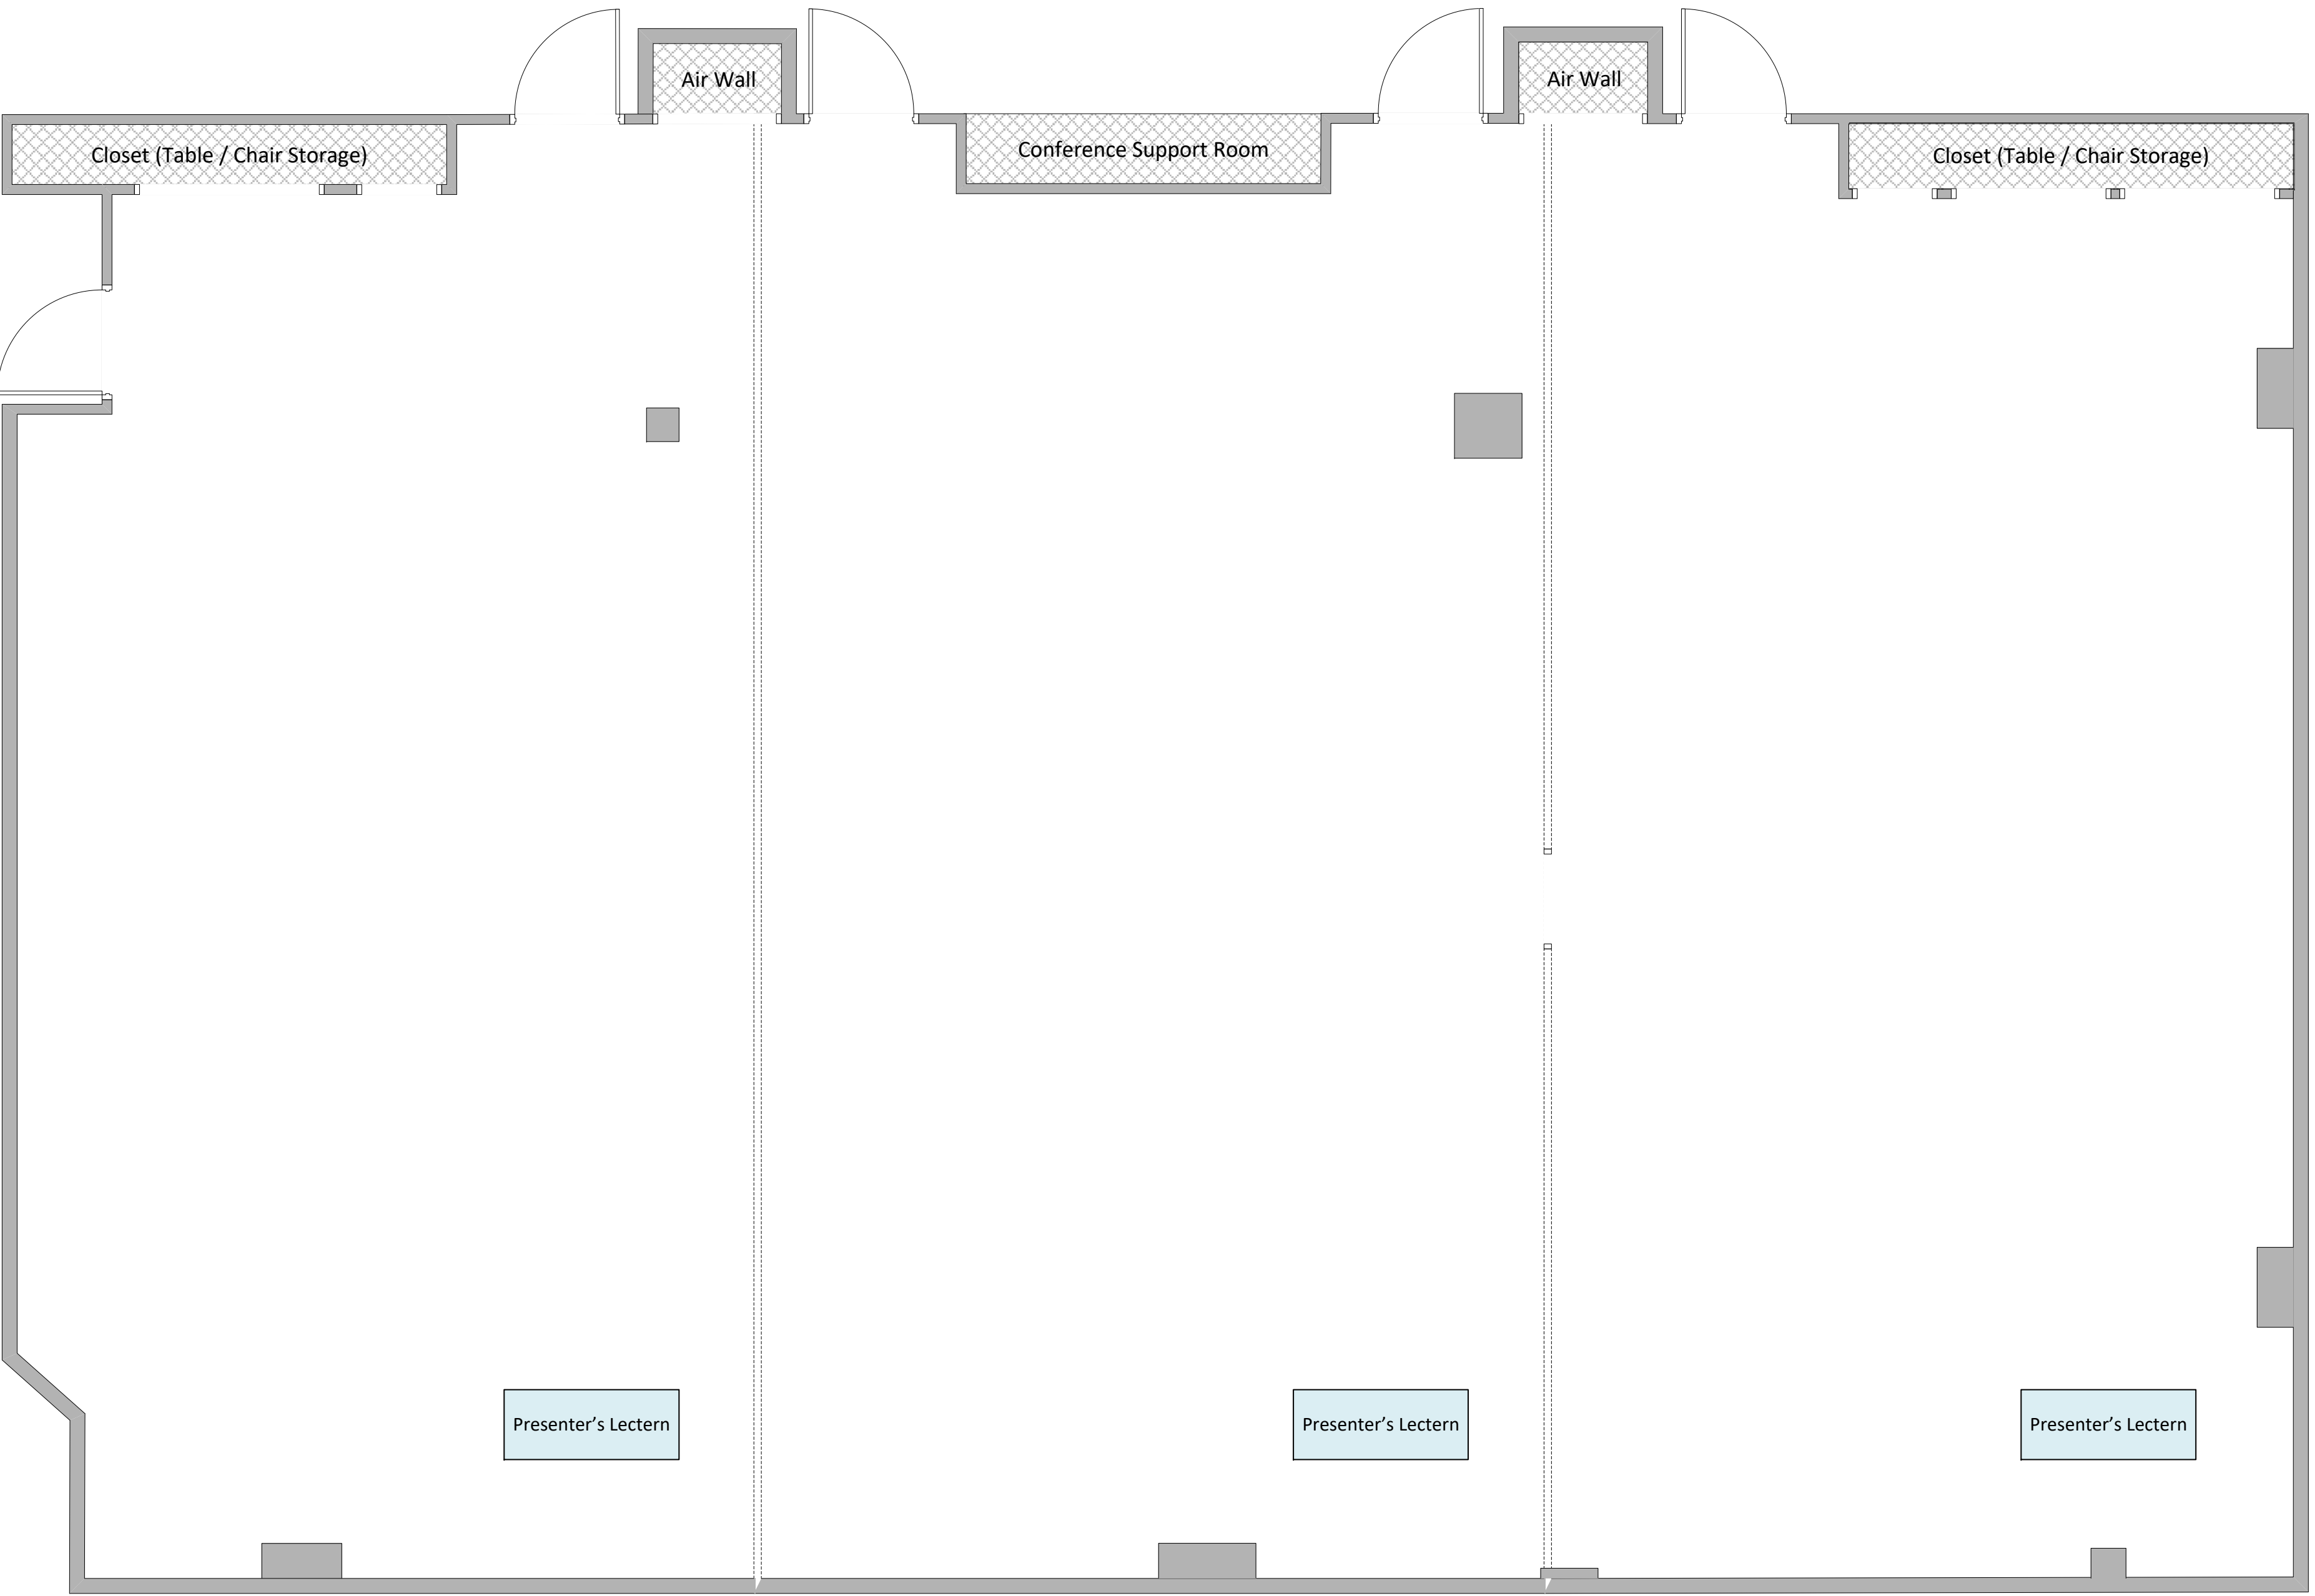 Air Wall
Air Wall
Closet (Table / Chair Storage)
Conference Support Room
Closet (Table / Chair Storage)
Presenter’s Lectern
Presenter’s Lectern
Presenter’s Lectern